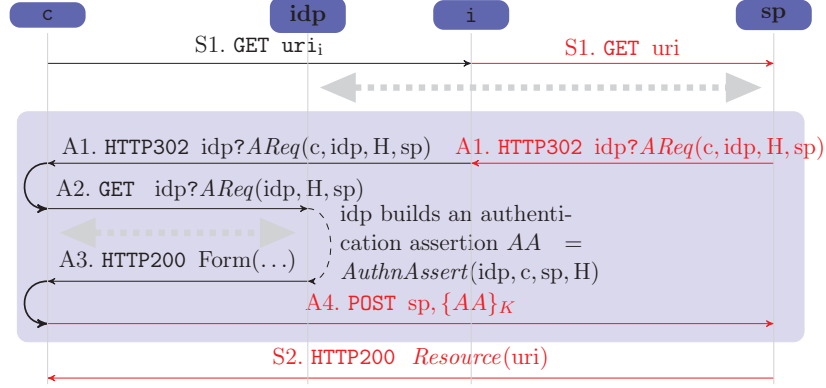 c idp i sp
S1. GET uri_i S1. GET uri
A1. HTTP302 idp?AReq(c, idp, H, sp) A1. HTTP302 idp?AReq(c, idp, H, sp)
A2. GET idp?AReq(idp, H, sp)
idp builds an authenti-
cation assertion AA =
AuthnAssert(idp, c, sp, H)
A3. HTTP200 Form(...)
A4. POST sp, {AA}_K
S2. HTTP200 Resource(uri)